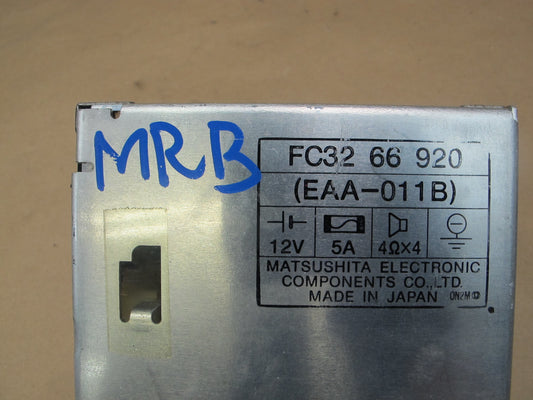 MRB
FC32 66 920
(EAA-011B)
12V 5A 4Ω×4
MATSUSHITA ELECTRONIC
COMPONENTS CO.,LTD.
MADE IN JAPAN